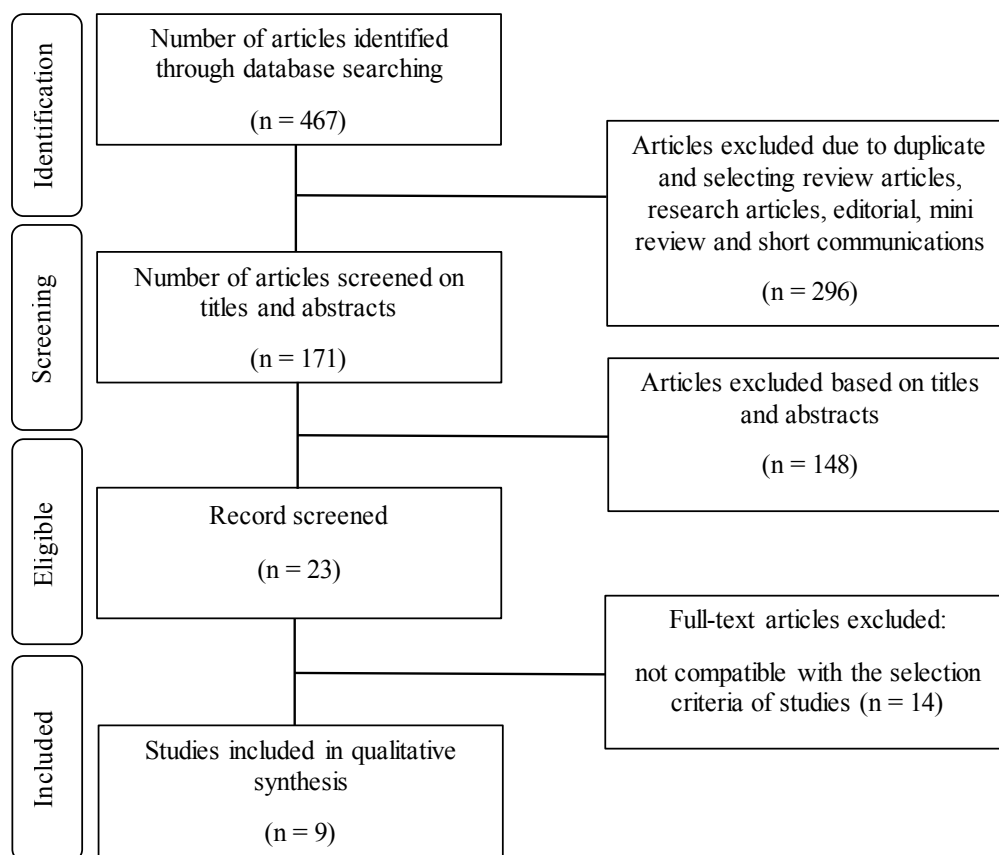 Identification
Number of articles identified
through database searching
(n = 467)
Articles excluded due to duplicate
and selecting review articles,
research articles, editorial, mini
review and short communications
(n = 296)
Screening
Number of articles screened on
titles and abstracts
(n = 171)
Articles excluded based on titles
and abstracts
(n = 148)
Eligible
Record screened
(n = 23)
Full-text articles excluded:
not compatible with the selection
criteria of studies (n = 14)
Included
Studies included in qualitative
synthesis
(n = 9)